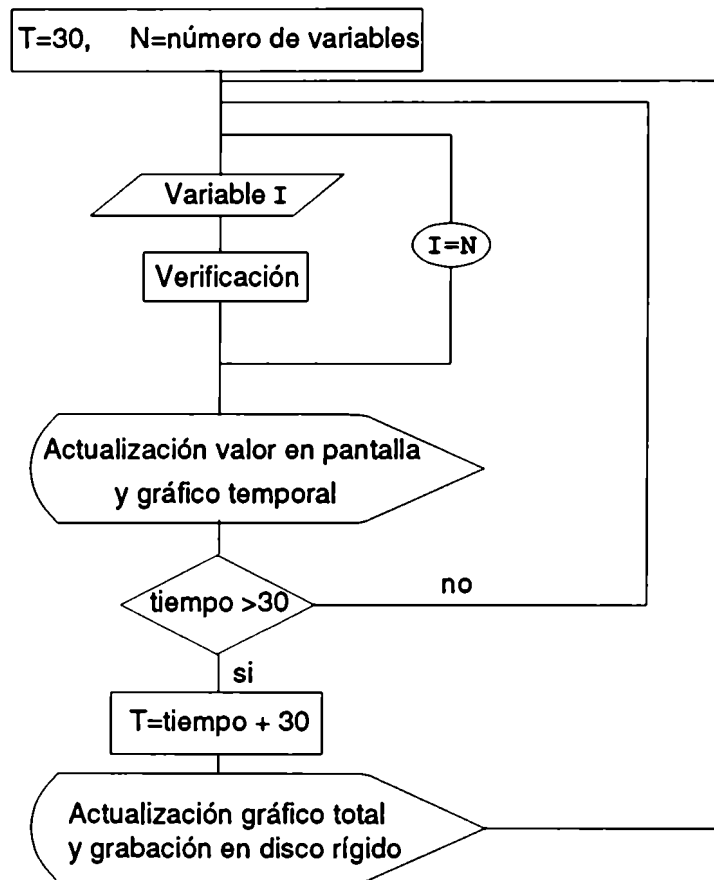 T=30, N=número de variables
Variable I
I=N
Verificación
Actualización valor en pantalla
y gráfico temporal
tiempo >30
no
si
T=tiempo + 30
Actualización gráfico total
y grabación en disco rígido